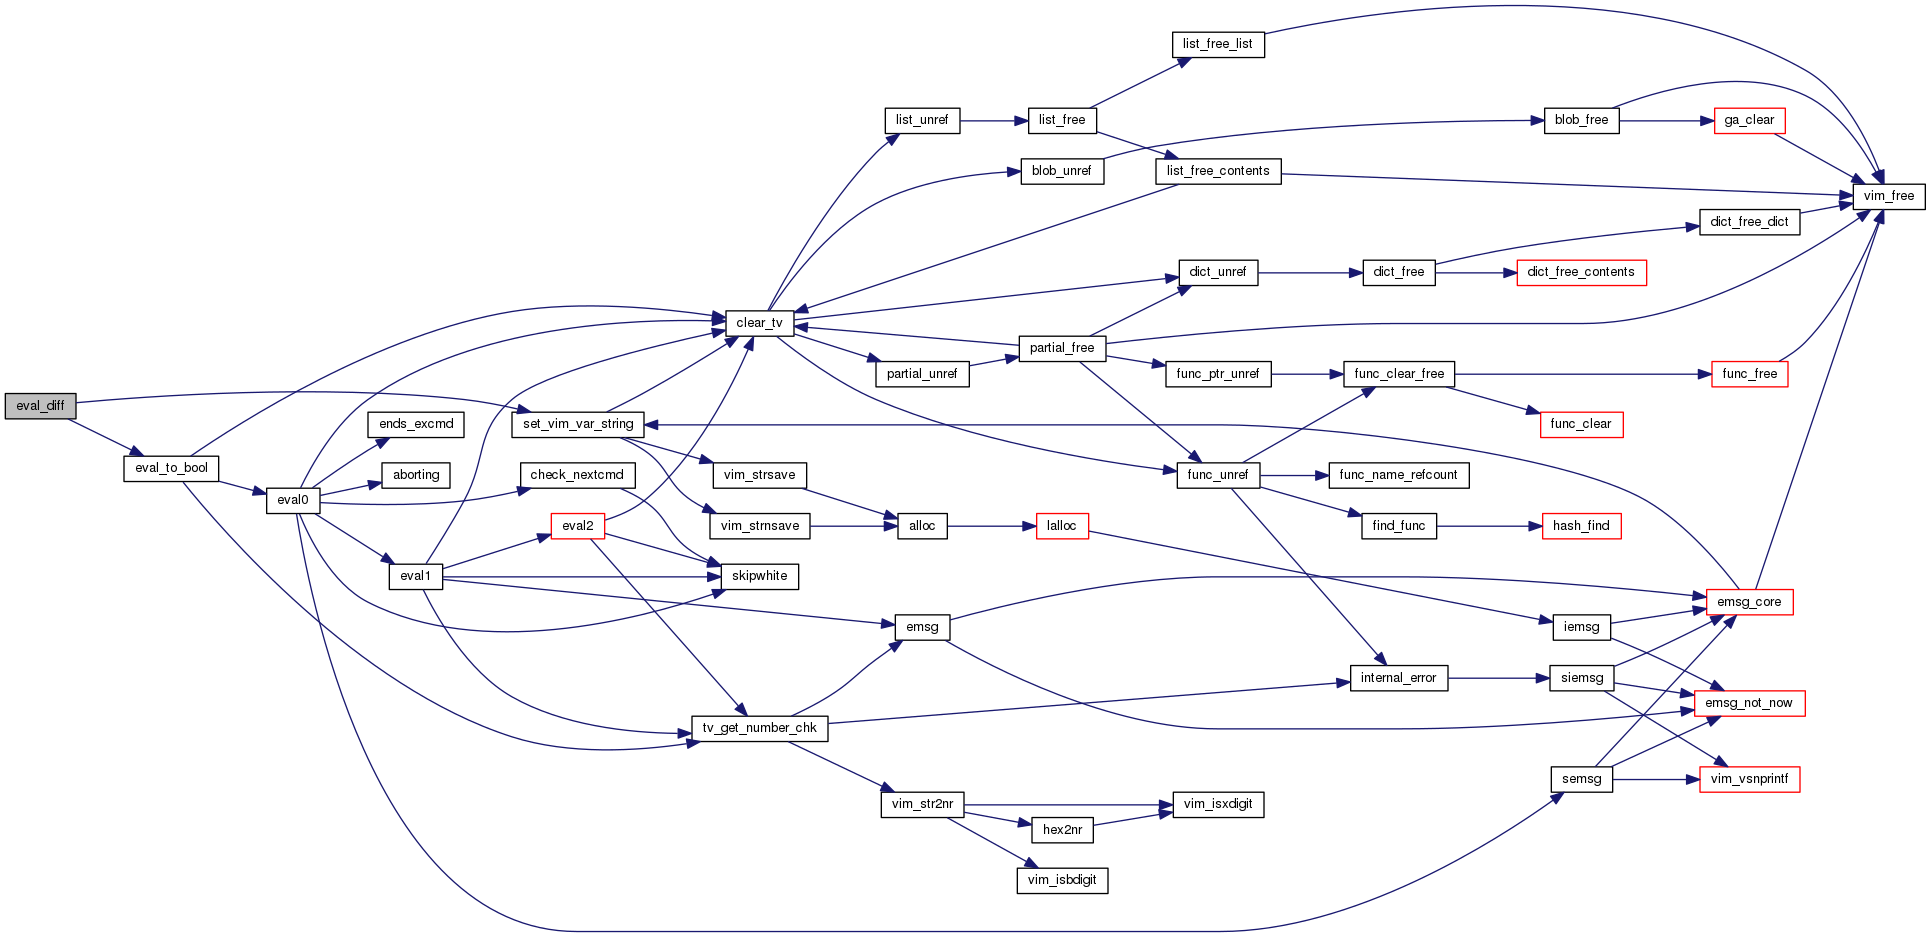 list_free_list
list_unref
list_free
blob_free
ga_clear
blob_unref
list_free_contents
vim_free
dict_free_dict
dict_unref
dict_free
dict_free_contents
clear_tv
partial_free
partial_unref
func_ptr_unref
func_clear_free
func_free
eval_diff
set_vim_var_string
ends_excmd
func_clear
eval_to_bool
aborting
check_nextcmd
vim_strsave
func_unref
func_name_refcount
eval0
eval2
vim_strnsave
alloc
lalloc
find_func
hash_find
eval1
skipwhite
emsg_core
emsg
iemsg
internal_error
siemsg
emsg_not_now
tv_get_number_chk
semsg
vim_vsnprintf
vim_str2nr
vim_isxdigit
hex2nr
vim_isbdigit